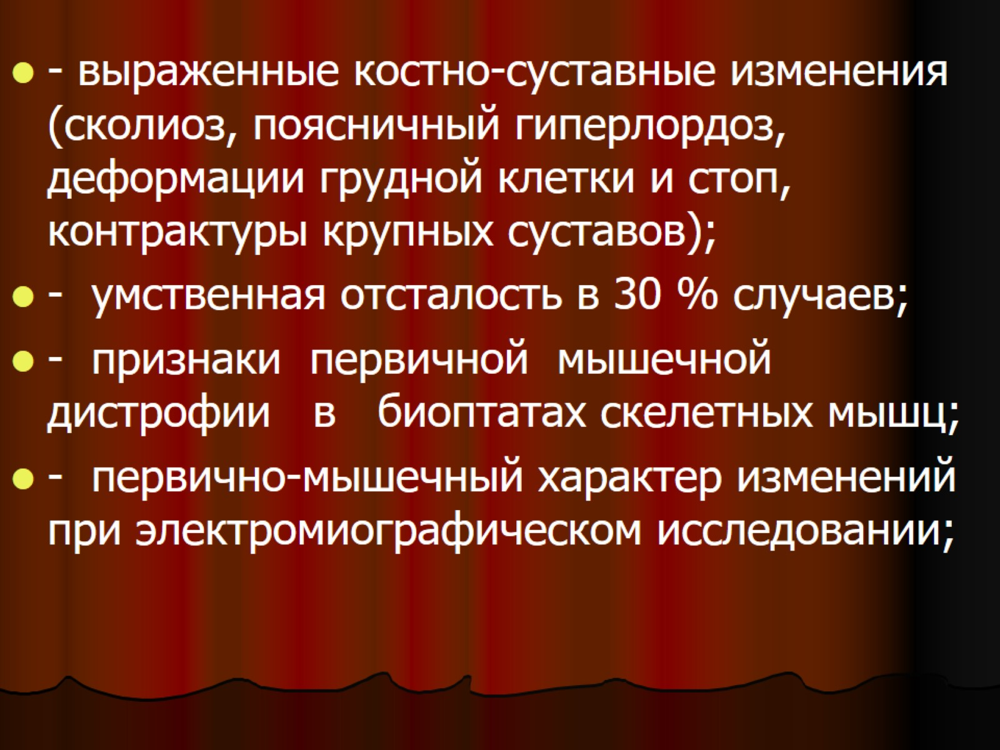 - выраженные костно-суставные изменения
(сколиоз, поясничный гиперлордоз,
деформации грудной клетки и стоп,
контрактуры крупных суставов);
- умственная отсталость в 30 % случаев;
- признаки первичной мышечной
дистрофии в биоптатах скелетных мышц;
- первично-мышечный характер изменений
при электромиографическом исследовании;